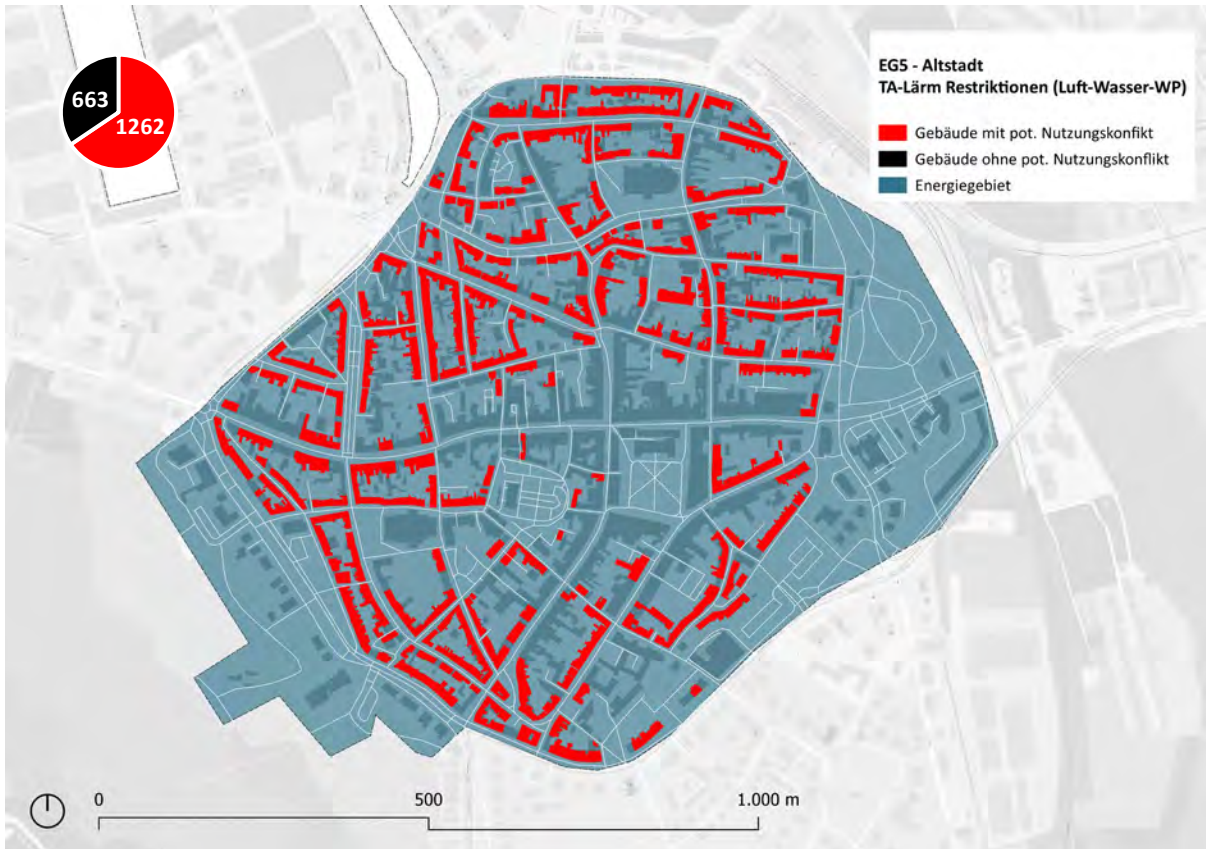 663
1262
EG5 - Altstadt
TA-Lärm Restriktionen (Luft-Wasser-WP)
Gebäude mit pot. Nutzungskonfikt
Gebäude ohne pot. Nutzungskonflikt
Energiegebiet
0
500
1.000 m